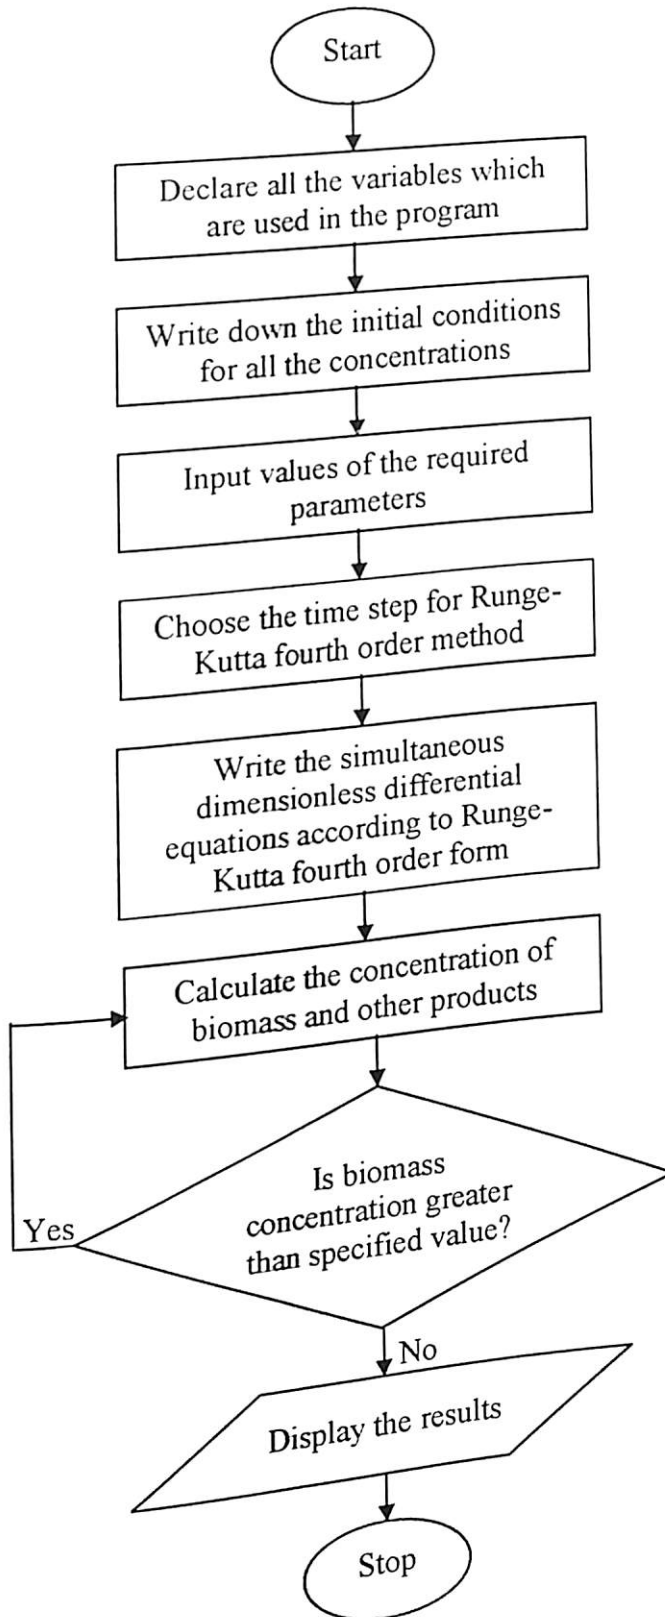 Start
Declare all the variables which
are used in the program
Write down the initial conditions
for all the concentrations
Input values of the required
parameters
Choose the time step for Runge-
Kutta fourth order method
Write the simultaneous
dimensionless differential
equations according to Runge-
Kutta fourth order form
Calculate the concentration of
biomass and other products
Is biomass
concentration greater
than specified value?
Yes
No
Display the results
Stop